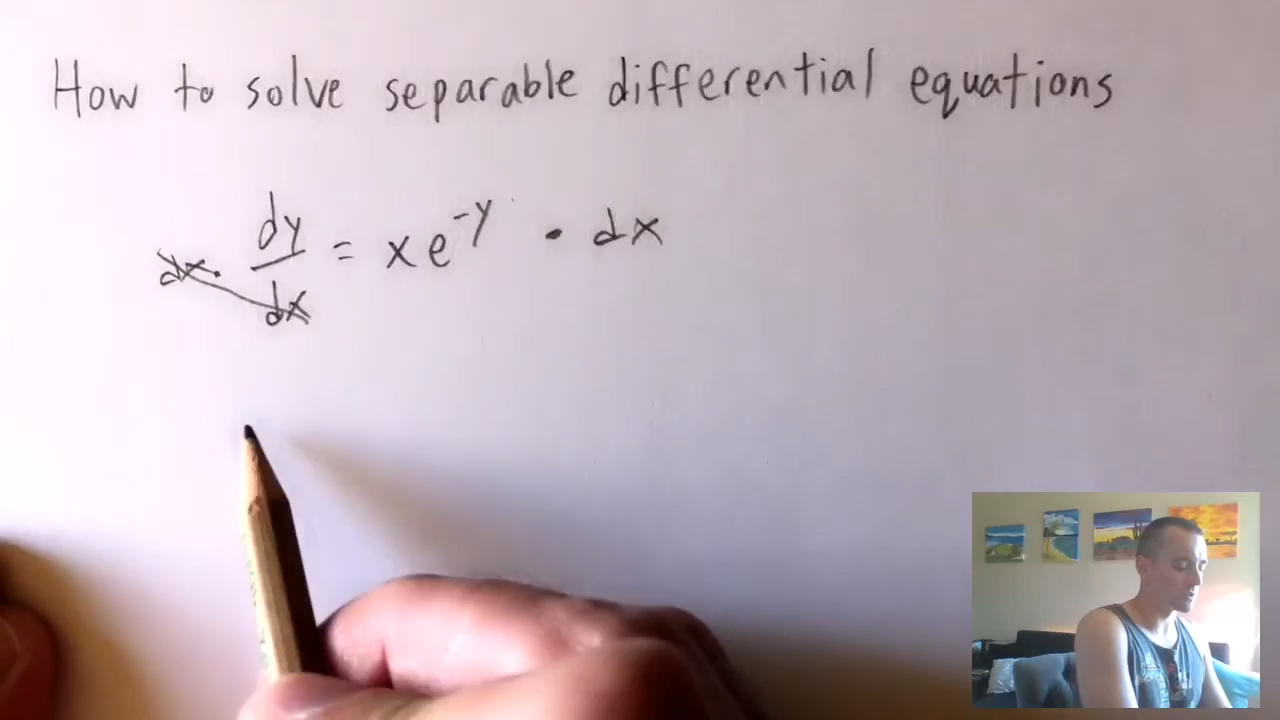 How to solve separable differential equations
dx · dy/dx = xe^-y · dx